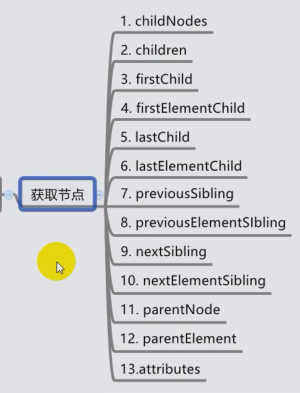 1. childNodes
2. children
3. firstChild
4. firstElementChild
5. lastChild
6. lastElementChild
获取节点
7. previousSibling
8. previousElementSIbling
9. nextSibling
10. nextElementSibling
11. parentNode
12. parentElement
13.attributes